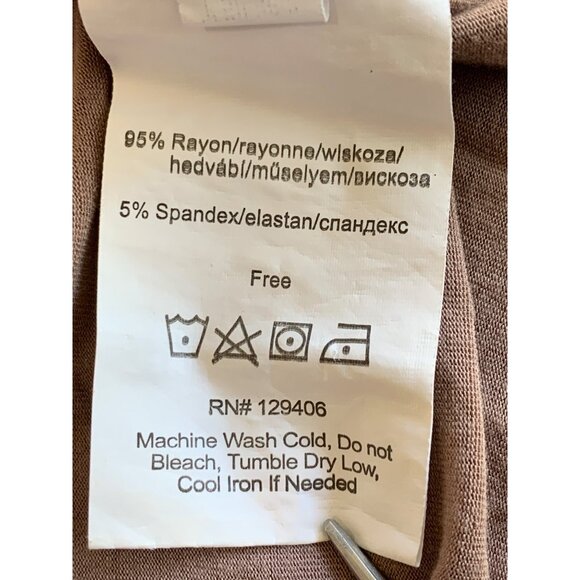 95% Rayon/rayonne/wiskoza/
hedvábí/műselyem/вискоза
5% Spandex/elastan/спандекс
Free
RN# 129406
Machine Wash Cold, Do not
Bleach, Tumble Dry Low,
Cool Iron If Needed